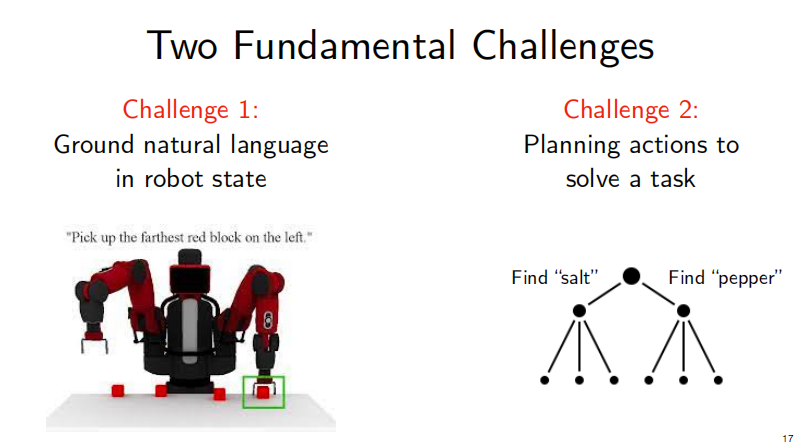 Two Fundamental Challenges
Challenge 1:
Ground natural language
in robot state
"Pick up the farthest red block on the left."
Challenge 2:
Planning actions to
solve a task
Find “salt”
Find “pepper”
17